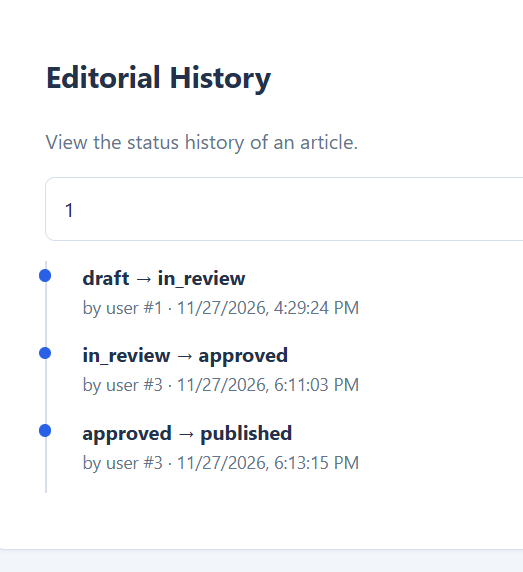 Editorial History
View the status history of an article.
1
draft → in_review
by user #1 · 11/27/2026, 4:29:24 PM
in_review → approved
by user #3 · 11/27/2026, 6:11:03 PM
approved → published
by user #3 · 11/27/2026, 6:13:15 PM